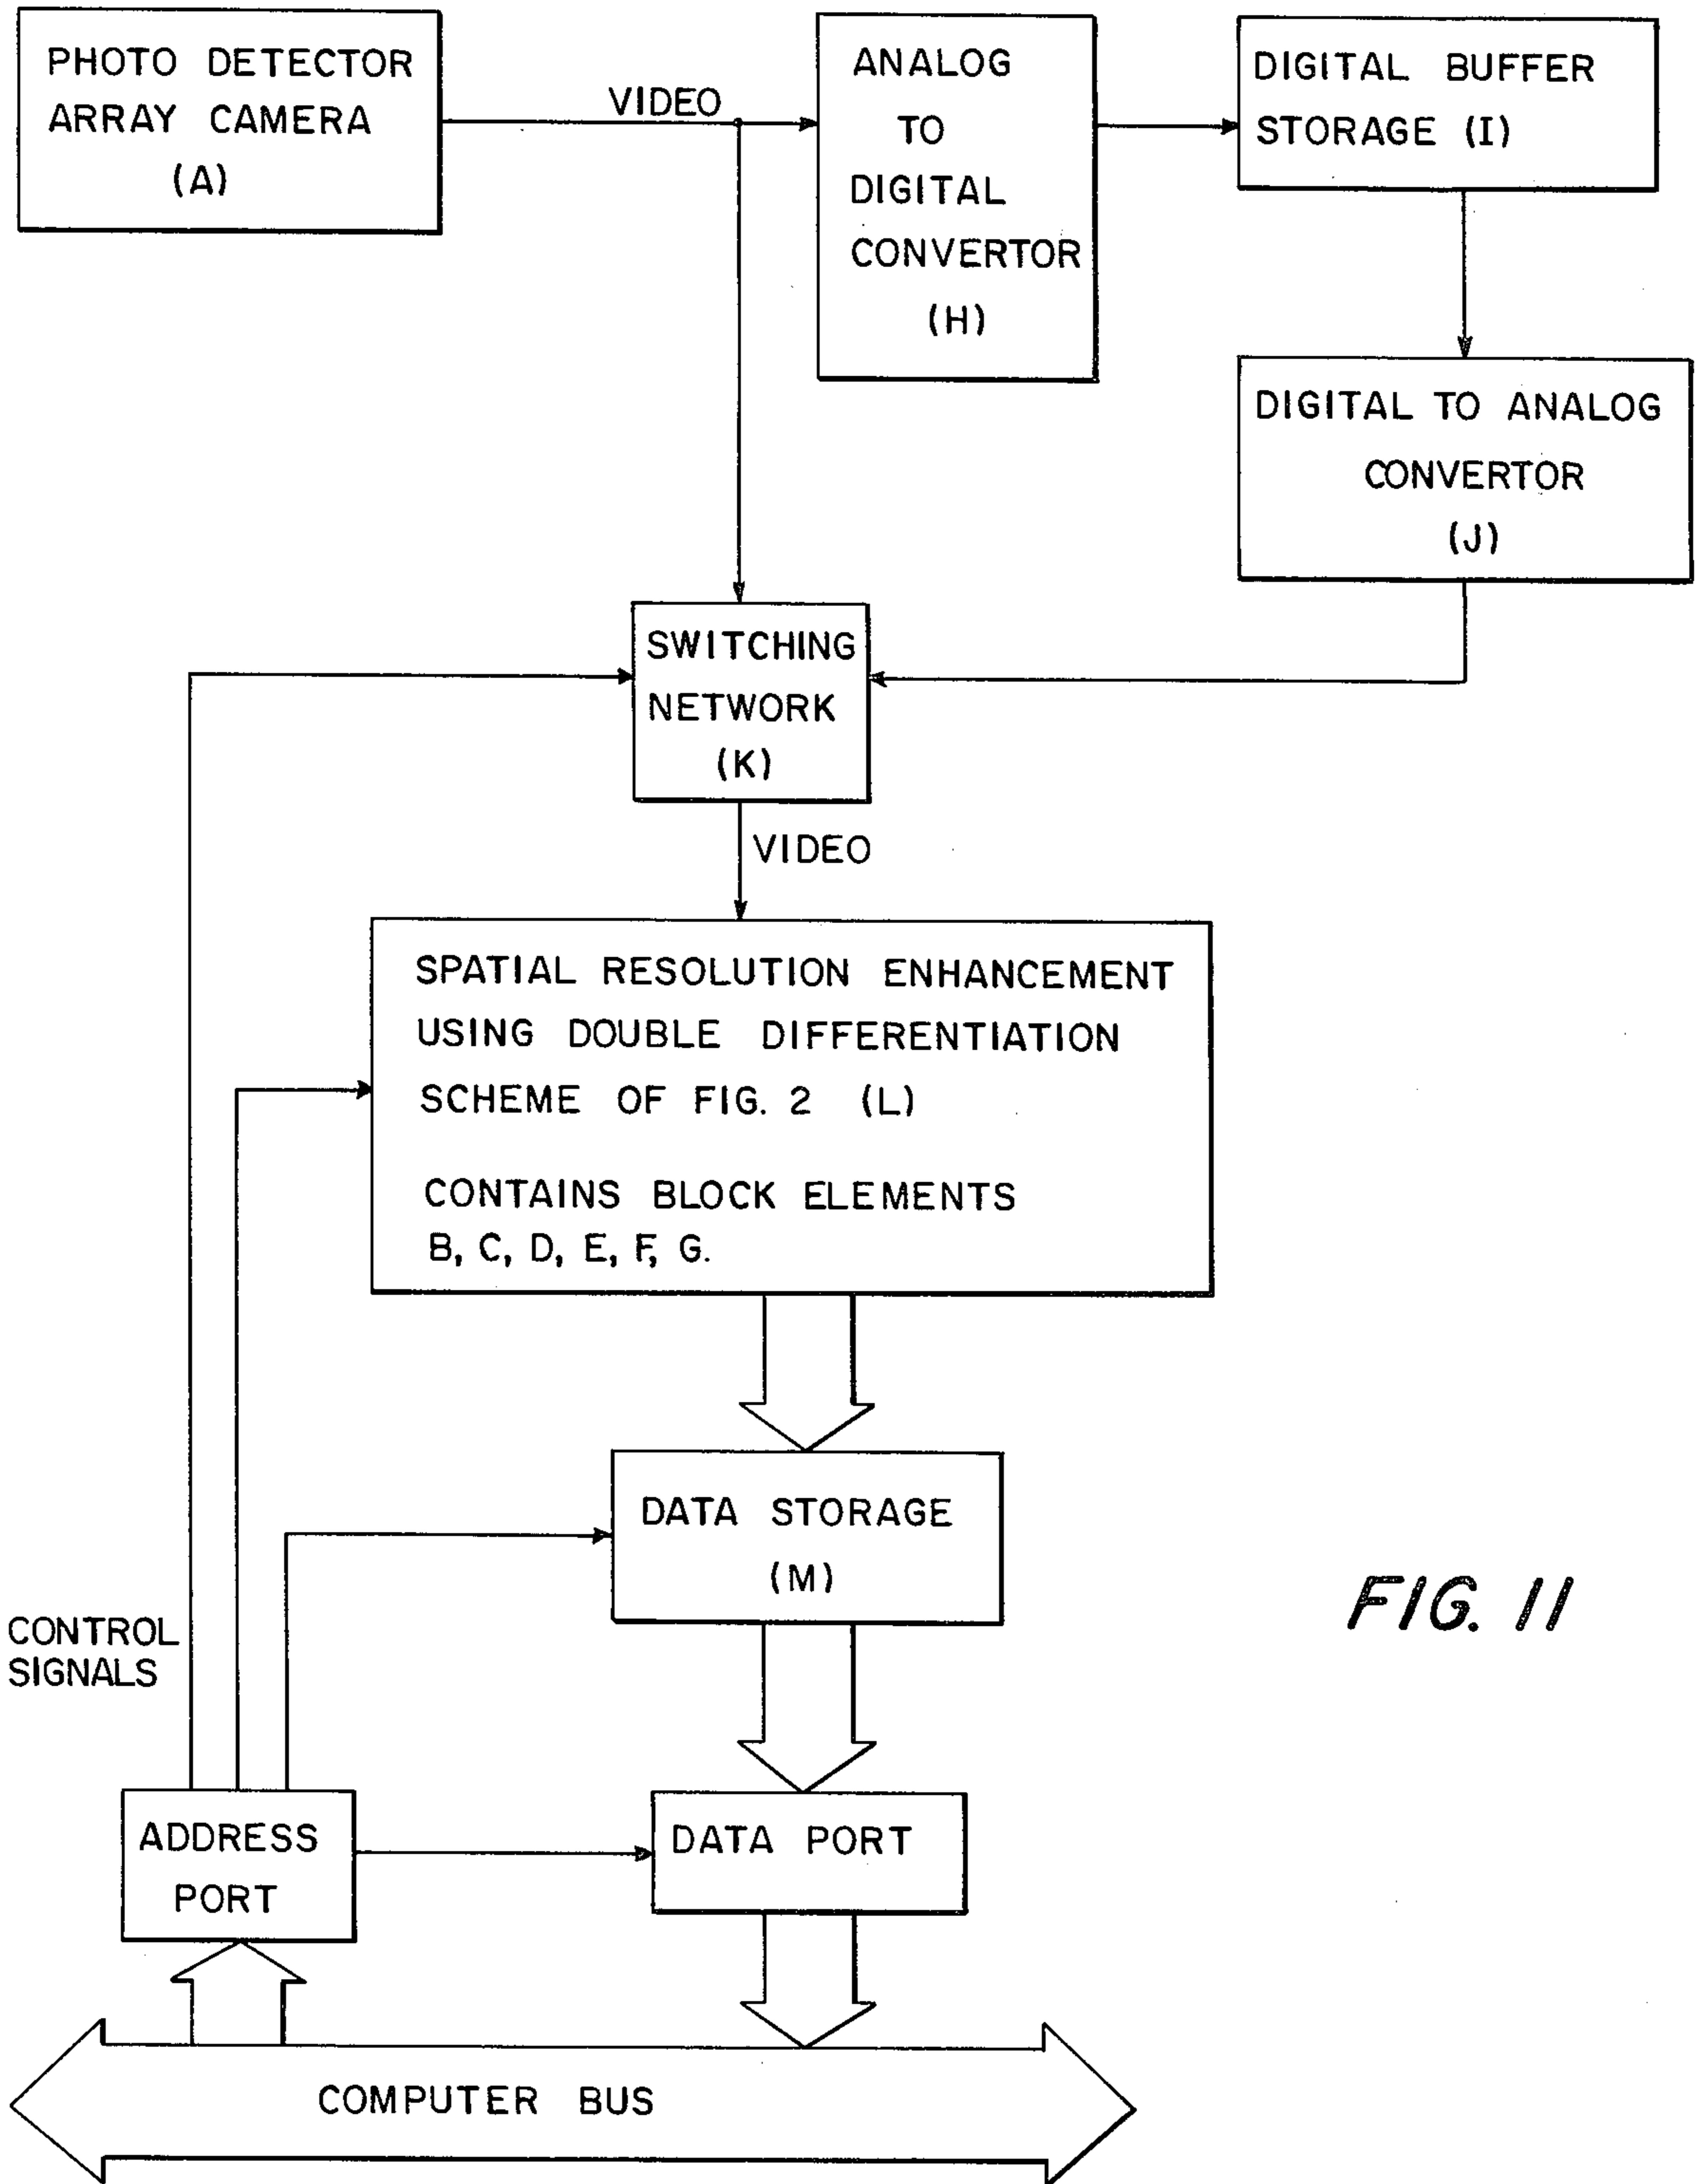 PHOTO DETECTOR
ARRAY CAMERA
(A)
VIDEO
ANALOG
TO
DIGITAL
CONVERTOR
(H)
DIGITAL BUFFER
STORAGE (I)
DIGITAL TO ANALOG
CONVERTOR
(J)
SWITCHING
NETWORK
(K)
VIDEO
SPATIAL RESOLUTION ENHANCEMENT
USING DOUBLE DIFFERENTIATION
SCHEME OF FIG. 2 (L)
CONTAINS BLOCK ELEMENTS
B, C, D, E, F, G.
DATA STORAGE
(M)
FIG. 11
CONTROL
SIGNALS
ADDRESS
PORT
DATA PORT
COMPUTER BUS